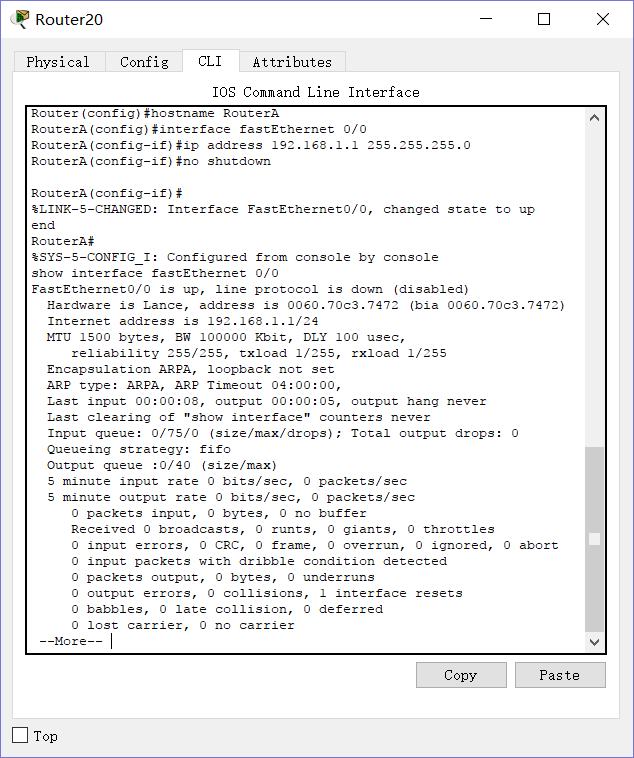 Router20
Physical Config CLI Attributes
IOS Command Line Interface
Router(config)#hostname RouterA
RouterA(config)#interface fastEthernet 0/0
RouterA(config-if)#ip address 192.168.1.1 255.255.255.0
RouterA(config-if)#no shutdown
RouterA(config-if)#
%LINK-5-CHANGED: Interface FastEthernet0/0, changed state to up
end
RouterA#
%SYS-5-CONFIG_I: Configured from console by console
show interface fastEthernet 0/0
FastEthernet0/0 is up, line protocol is down (disabled)
Hardware is Lance, address is 0060.70c3.7472 (bia 0060.70c3.7472)
Internet address is 192.168.1.1/24
MTU 1500 bytes, BW 100000 Kbit, DLY 100 usec,
reliability 255/255, txload 1/255, rxload 1/255
Encapsulation ARPA, loopback not set
ARP type: ARPA, ARP Timeout 04:00:00,
Last input 00:00:08, output 00:00:05, output hang never
Last clearing of "show interface" counters never
Input queue: 0/75/0 (size/max/drops); Total output drops: 0
Queueing strategy: fifo
Output queue :0/40 (size/max)
5 minute input rate 0 bits/sec, 0 packets/sec
5 minute output rate 0 bits/sec, 0 packets/sec
0 packets input, 0 bytes, 0 no buffer
Received 0 broadcasts, 0 runts, 0 giants, 0 throttles
0 input errors, 0 CRC, 0 frame, 0 overrun, 0 ignored, 0 abort
0 input packets with dribble condition detected
0 packets output, 0 bytes, 0 underruns
0 output errors, 0 collisions, 1 interface resets
0 babbles, 0 late collision, 0 deferred
0 lost carrier, 0 no carrier
--More--
Copy Paste
Top